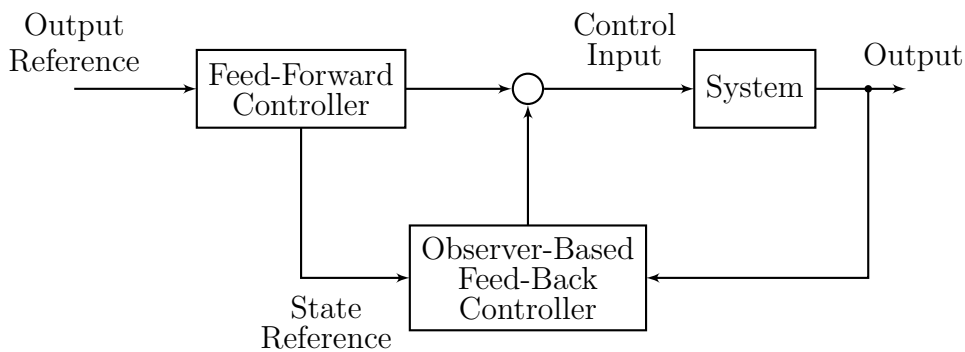 Output
Reference
Feed-Forward
Controller
Control
Input
System
Output
Observer-Based
Feed-Back
Controller
State
Reference